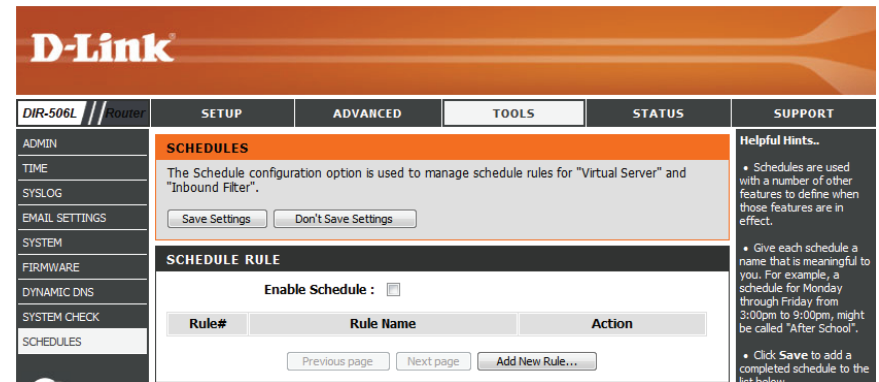 D-Link
DIR-506L // Router
SETUP
ADVANCED
TOOLS
STATUS
SUPPORT
ADMIN
TIME
SYSLOG
EMAIL SETTINGS
SYSTEM
FIRMWARE
DYNAMIC DNS
SYSTEM CHECK
SCHEDULES
SCHEDULES
The Schedule configuration option is used to manage schedule rules for "Virtual Server" and
"Inbound Filter".
Save Settings
Don't Save Settings
SCHEDULE RULE
Enable Schedule :
Rule#
Rule Name
Action
Previous page
Next page
Add New Rule...
Helpful Hints..
• Schedules are used
with a number of other
features to define when
those features are in
effect.
• Give each schedule a
name that is meaningful to
you. For example, a
schedule for Monday
through Friday from
3:00pm to 9:00pm, might
be called "After School".
• Click Save to add a
completed schedule to the
list below.